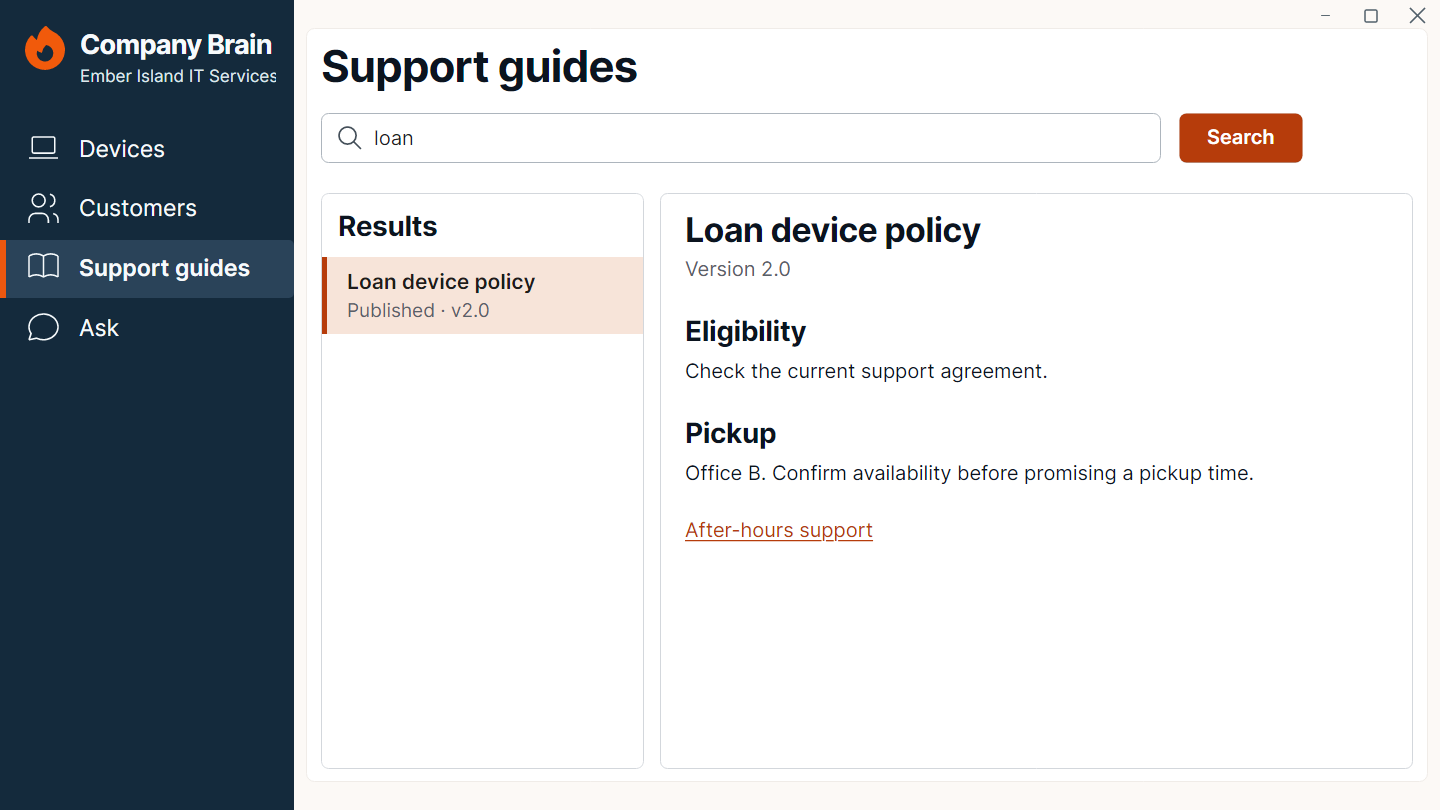 Company Brain
Ember Island IT Services
Devices
Customers
Support guides
Ask
Support guides
loan
Search
Results
Loan device policy
Published · v2.0
Loan device policy
Version 2.0
Eligibility
Check the current support agreement.
Pickup
Office B. Confirm availability before promising a pickup time.
After-hours support